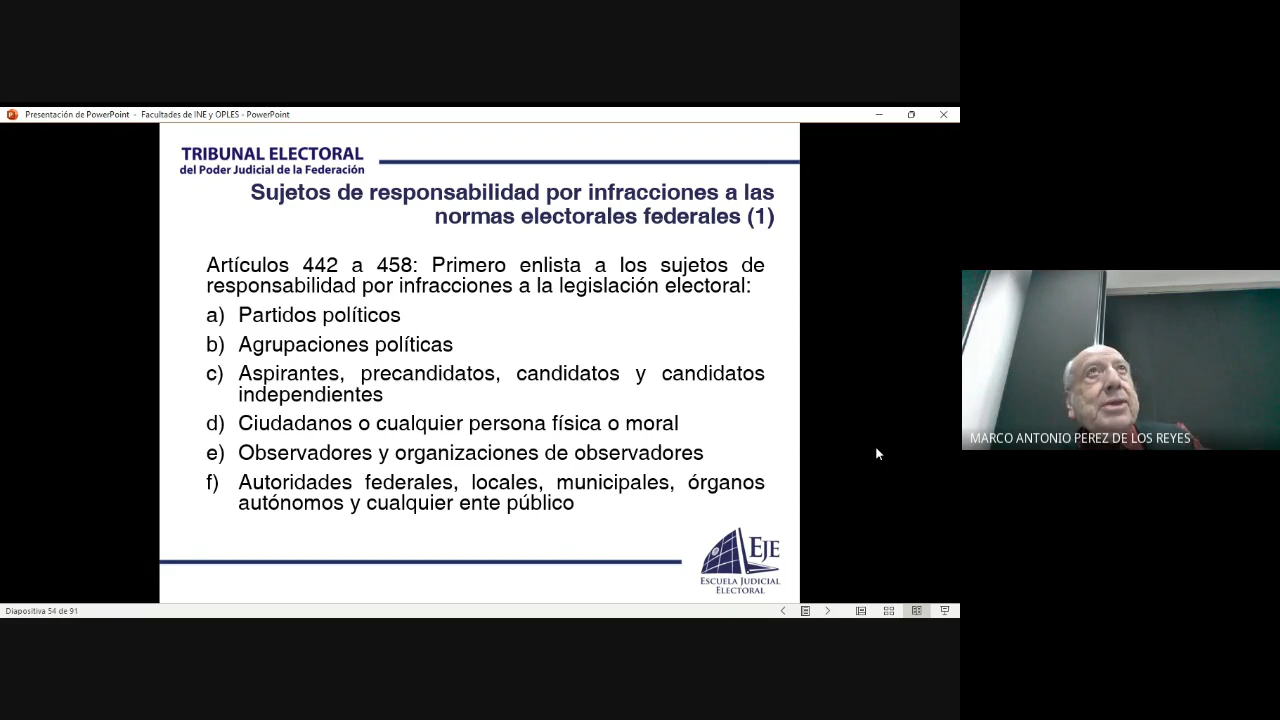 Presentación de PowerPoint - Facultades de INE y OPLES - PowerPoint
TRIBUNAL ELECTORAL
del Poder Judicial de la Federación
Sujetos de responsabilidad por infracciones a las
normas electorales federales (1)
Artículos 442 a 458: Primero enlista a los sujetos de
responsabilidad por infracciones a la legislación electoral:
a) Partidos políticos
b) Agrupaciones políticas
c) Aspirantes, precandidatos, candidatos y candidatos
independientes
d) Ciudadanos o cualquier persona física o moral
e) Observadores y organizaciones de observadores
f) Autoridades federales, locales, municipales, órganos
autónomos y cualquier ente público
EJE
ESCUELA JUDICIAL
ELECTORAL
Diapositiva 54 de 91
MARCO ANTONIO PEREZ DE LOS REYES